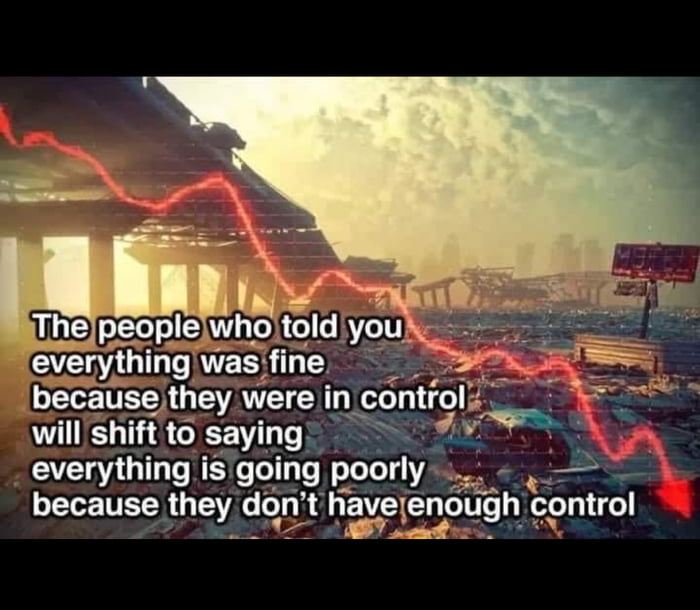 The people who told you
everything was fine
because they were in control
will shift to saying
everything is going poorly
because they don't have enough control